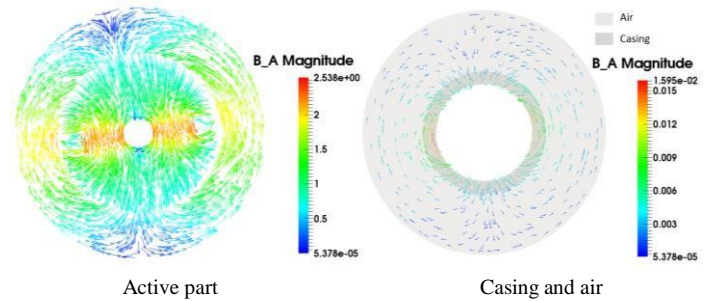 B_A Magnitude
2.538e+00
2
1.5
1
0.5
5.378e-05
Active part
Air
Casing
B_A Magnitude
1.595e-02
0.015
0.012
0.009
0.006
0.003
5.378e-05
Casing and air